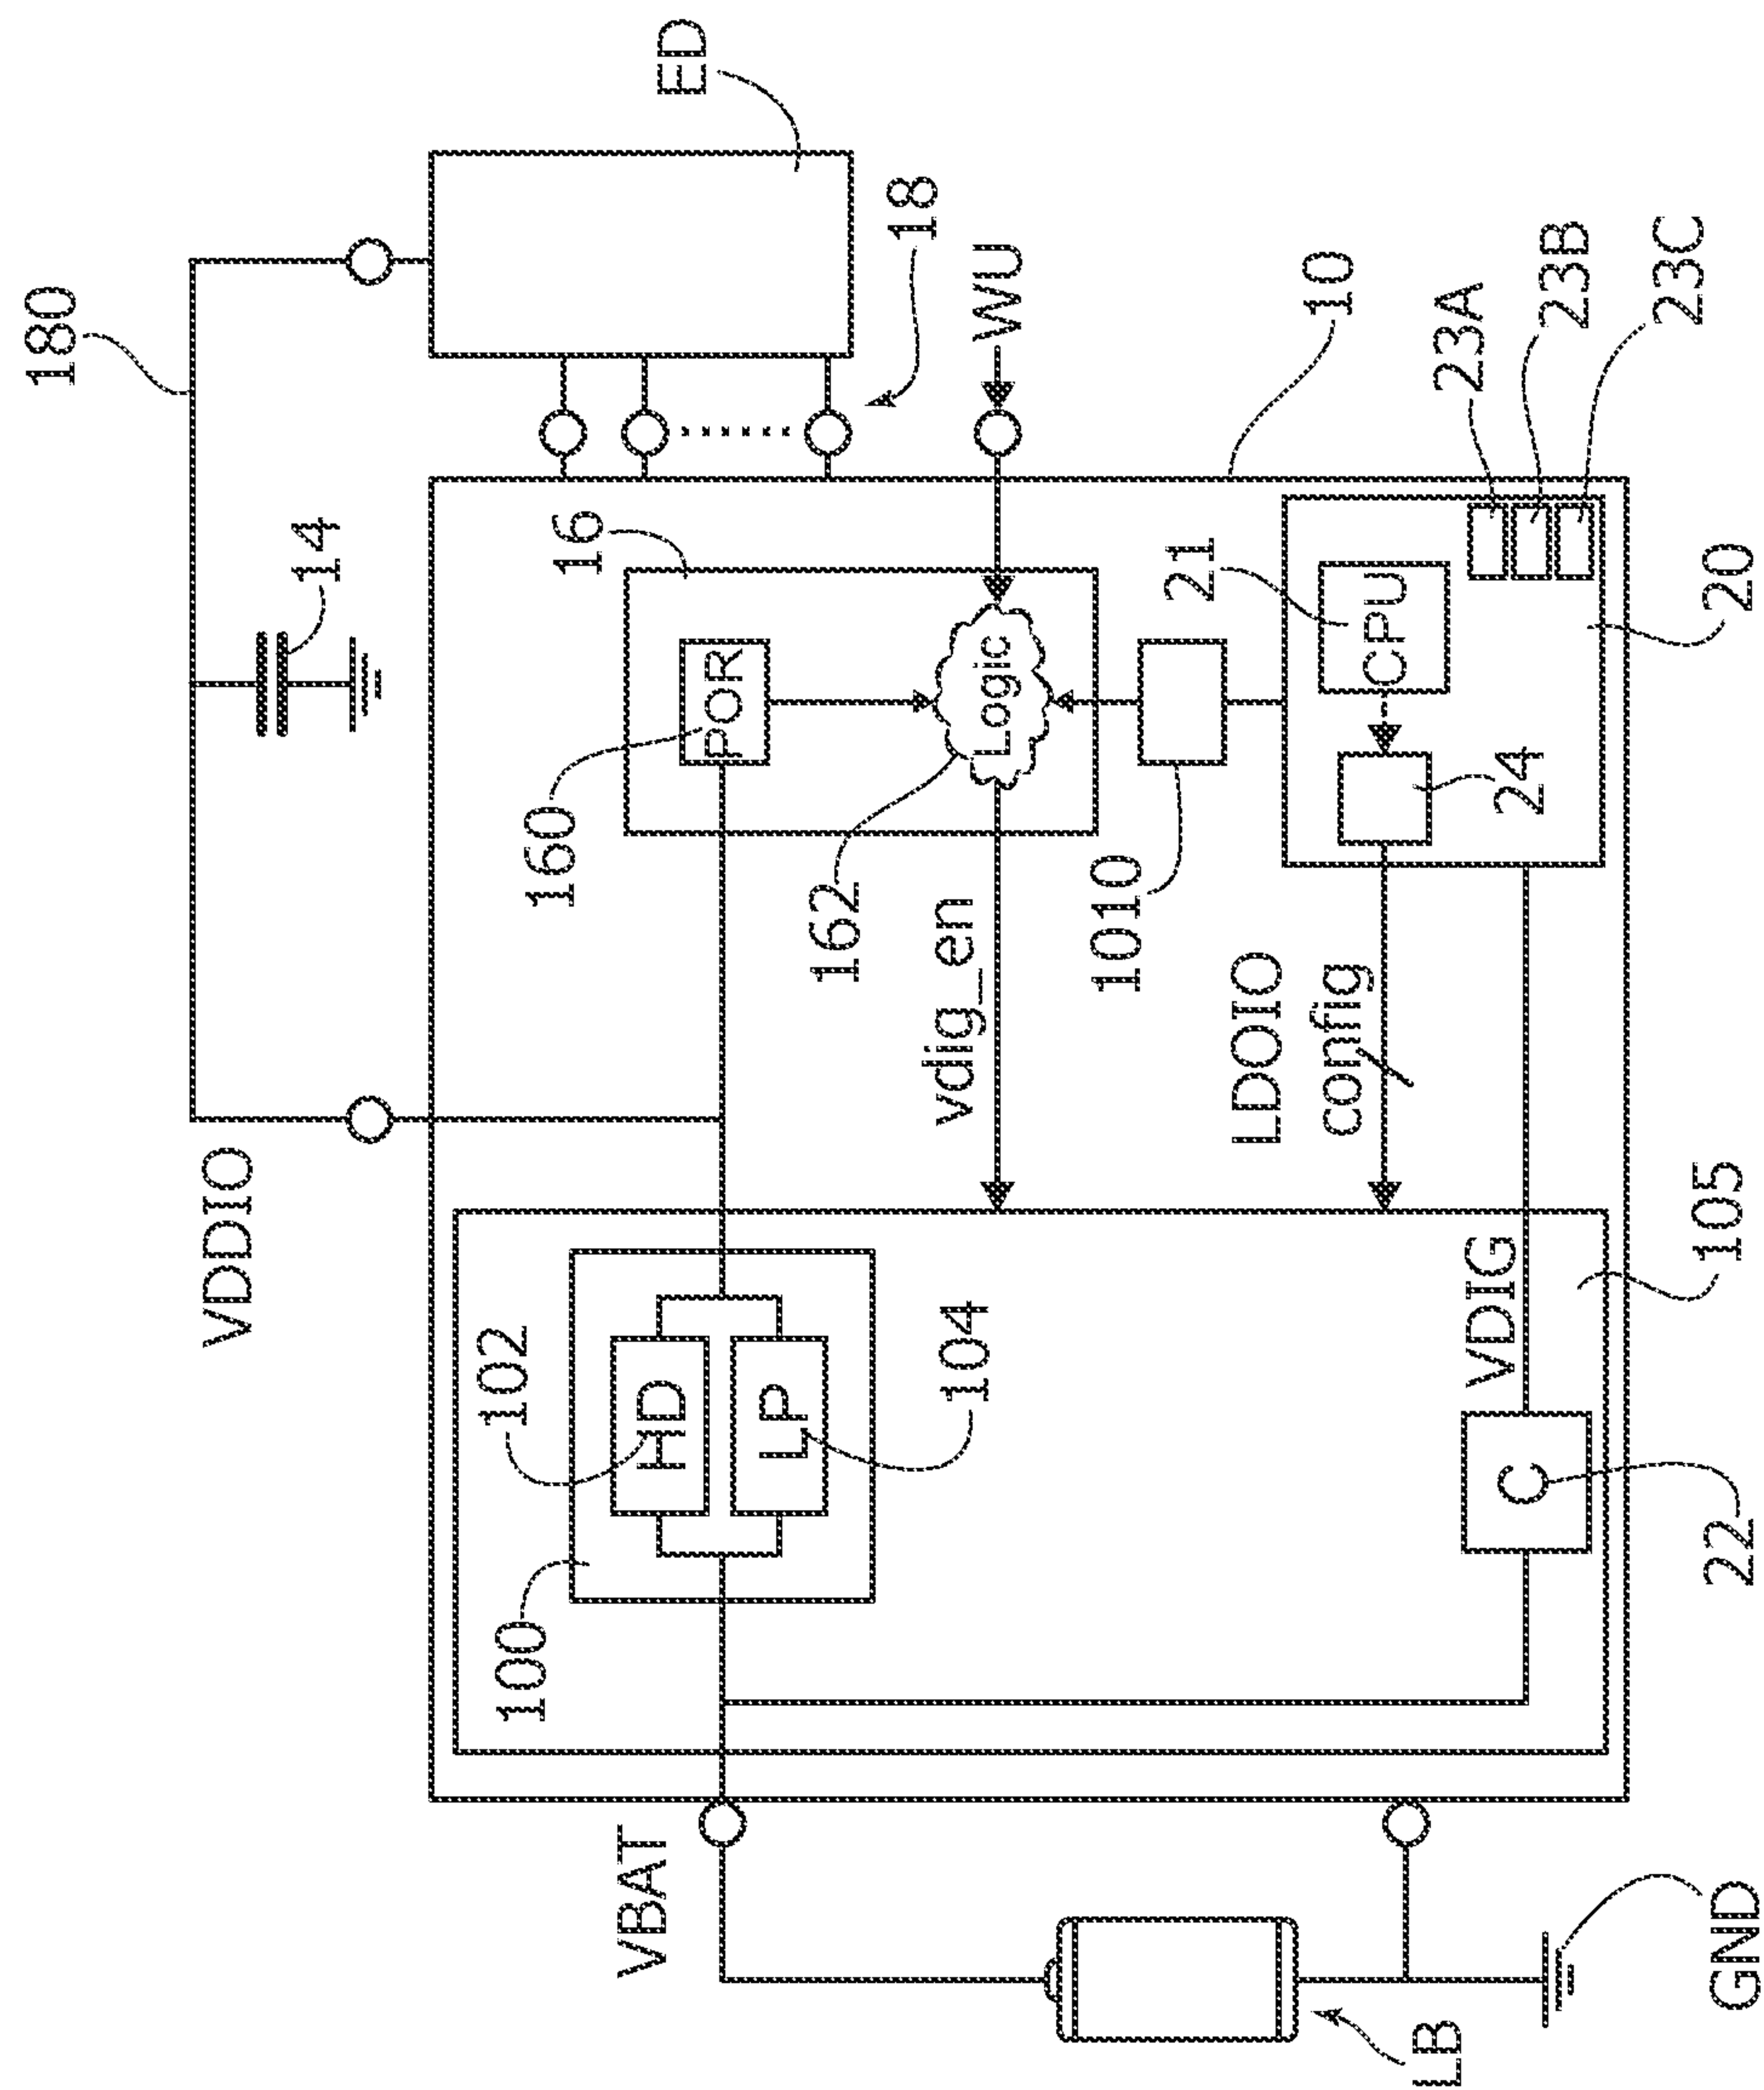 180
VDDIO
14
ED
18
WU
16
POR
160
Logic
162
vdig_en
1010
21
CPU
24
20
23A
23B
23C
10
LDOIO
config
VDIG
105
102
HD
LP
104
100
C
22
VBAT
LB
GND